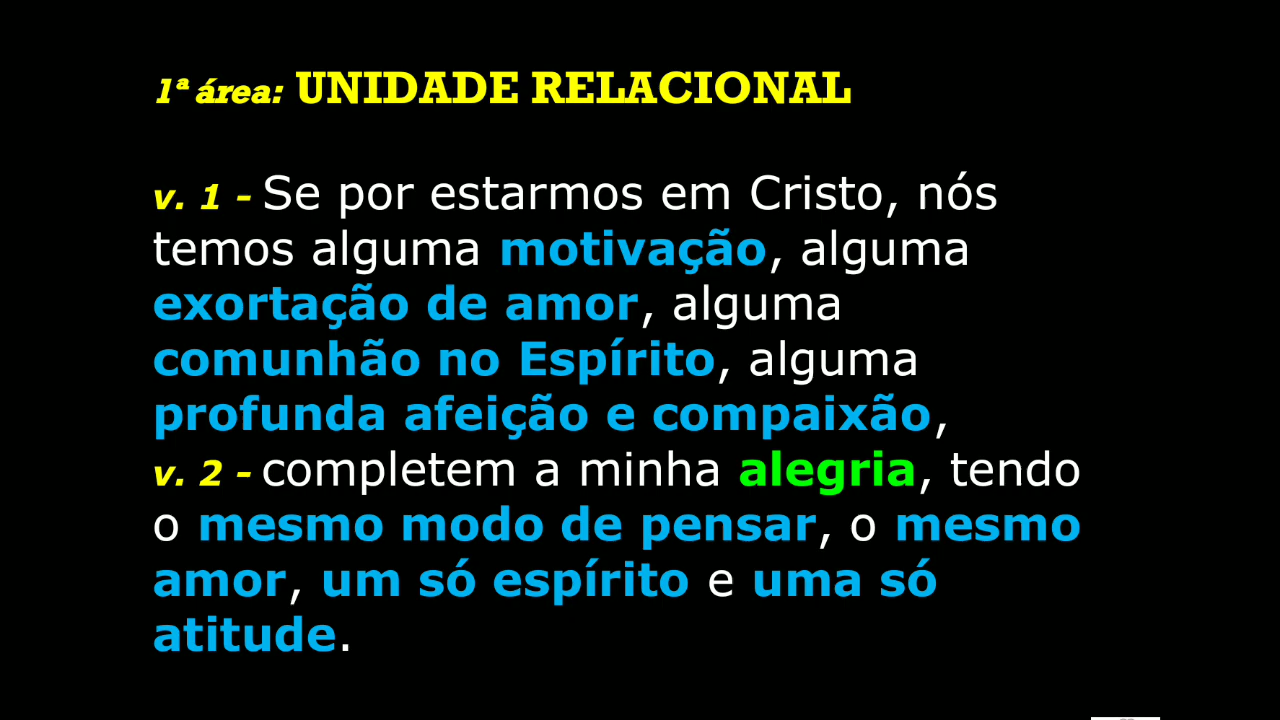 1ª área: UNIDADE RELACIONAL
v. 1 - Se por estarmos em Cristo, nós
temos alguma motivação, alguma
exortação de amor, alguma
comunhão no Espírito, alguma
profunda afeição e compaixão,
v. 2 - completem a minha alegria, tendo
o mesmo modo de pensar, o mesmo
amor, um só espírito e uma só
atitude.